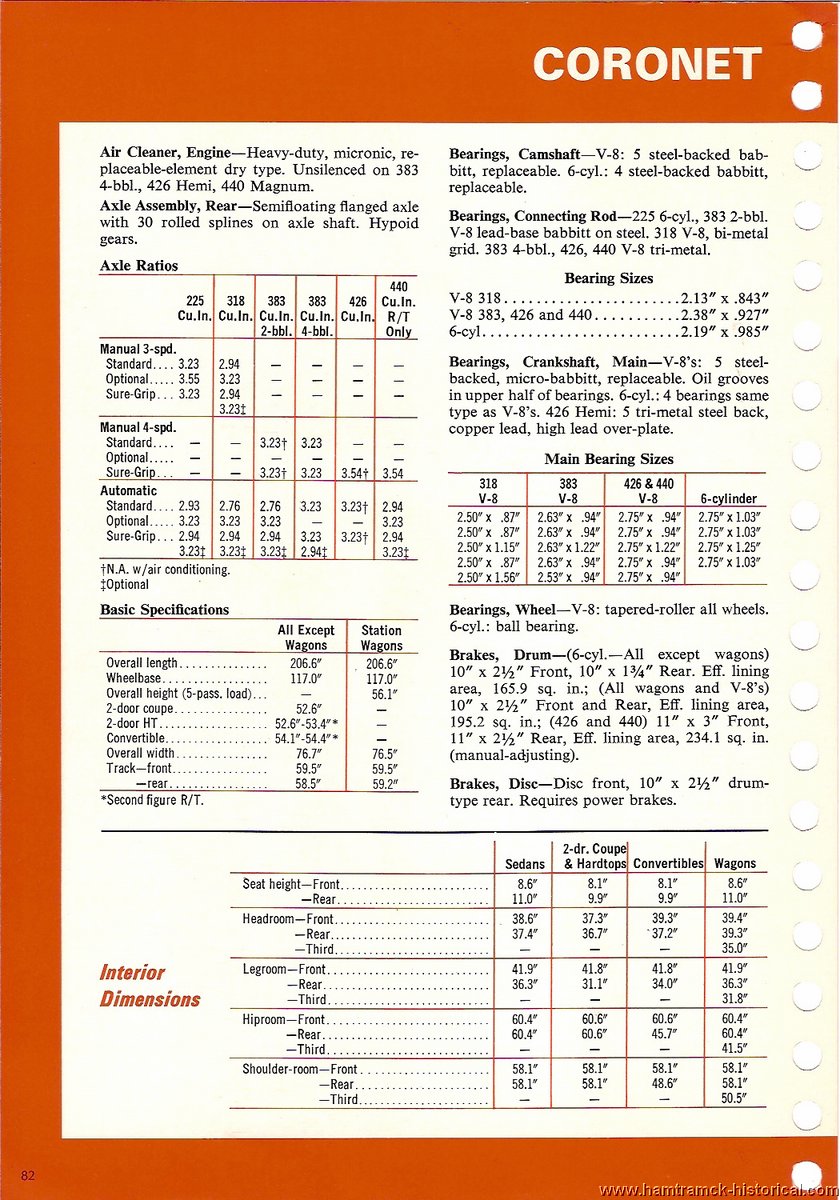 CORONET
Air Cleaner, Engine—Heavy-duty, micronic, re-
placeable-element dry type. Unsilenced on 383
4-bbl., 426 Hemi, 440 Magnum.
Axle Assembly, Rear—Semifloating flanged axle
with 30 rolled splines on axle shaft. Hypoid
gears.
Axle Ratios
440
225 318 383 383 426 Cu.In.
Cu.In. Cu.In. Cu.In. Cu.In. Cu.In. R/T
2-bbl. 4-bbl. Only
Manual 3-spd.
Standard.... 3.23 2.94 — — — —
Optional..... 3.55 3.23 — — — —
Sure-Grip... 3.23 2.94 — — — —
3.23‡
Manual 4-spd.
Standard.... — — 3.23† 3.23 — —
Optional..... — — — — — —
Sure-Grip... — — 3.23† 3.23 3.54† 3.54
Automatic
Standard.... 2.93 2.76 2.76 3.23 3.23† 2.94
Optional..... 3.23 3.23 3.23 — — 3.23
Sure-Grip... 2.94 2.94 2.94 3.23 3.23† 2.94
3.23‡ 3.23‡ 3.23‡ 2.94‡ 3.23‡
†N.A. w/air conditioning.
‡Optional
Basic Specifications
All Except Station
Wagons Wagons
Overall length............... 206.6" 206.6"
Wheelbase.................. 117.0" 117.0"
Overall height (5-pass. load)... — 56.1"
2-door coupe................ 52.6" —
2-door HT.................. 52.6"-53.4"* —
Convertible................. 54.1"-54.4"* —
Overall width................ 76.7" 76.5"
Track—front................ 59.5" 59.5"
—rear................. 58.5" 59.2"
*Second figure R/T.
Bearings, Camshaft—V-8: 5 steel-backed bab-
bitt, replaceable. 6-cyl.: 4 steel-backed babbitt,
replaceable.
Bearings, Connecting Rod—225 6-cyl., 383 2-bbl.
V-8 lead-base babbitt on steel. 318 V-8, bi-metal
grid. 383 4-bbl., 426, 440 V-8 tri-metal.
Bearing Sizes
V-8 318.......................2.13" x .843"
V-8 383, 426 and 440...........2.38" x .927"
6-cyl..........................2.19" x .985"
Bearings, Crankshaft, Main—V-8's: 5 steel-
backed, micro-babbitt, replaceable. Oil grooves
in upper half of bearings. 6-cyl.: 4 bearings same
type as V-8's. 426 Hemi: 5 tri-metal steel back,
copper lead, high lead over-plate.
Main Bearing Sizes
318 383 426 & 440
V-8 V-8 V-8 6-cylinder
2.50" x .87" 2.63" x .94" 2.75" x .94" 2.75" x 1.03"
2.50" x .87" 2.63" x .94" 2.75" x .94" 2.75" x 1.03"
2.50" x 1.15" 2.63" x 1.22" 2.75" x 1.22" 2.75" x 1.25"
2.50" x .87" 2.63" x .94" 2.75" x .94" 2.75" x 1.03"
2.50" x 1.56" 2.53" x .94" 2.75" x .94"
Bearings, Wheel—V-8: tapered-roller all wheels.
6-cyl.: ball bearing.
Brakes, Drum—(6-cyl.—All except wagons)
10" x 2½" Front, 10" x 1¾" Rear. Eff. lining
area, 165.9 sq. in.; (All wagons and V-8's)
10" x 2½" Front and Rear, Eff. lining area,
195.2 sq. in.; (426 and 440) 11" x 3" Front,
11" x 2½" Rear, Eff. lining area, 234.1 sq. in.
(manual-adjusting).
Brakes, Disc—Disc front, 10" x 2½" drum-
type rear. Requires power brakes.
Interior
Dimensions
2-dr. Coupe
Sedans & Hardtops Convertibles Wagons
Seat height—Front.......................... 8.6" 8.1" 8.1" 8.6"
—Rear........................... 11.0" 9.9" 9.9" 11.0"
Headroom—Front........................... 38.6" 37.3" 39.3" 39.4"
—Rear............................ 37.4" 36.7" 37.2" 39.3"
—Third............................ — — — 35.0"
Legroom—Front............................ 41.9" 41.8" 41.8" 41.9"
—Rear............................. 36.3" 31.1" 34.0" 36.3"
—Third............................. — — — 31.8"
Hiproom—Front............................ 60.4" 60.6" 60.6" 60.4"
—Rear............................. 60.4" 60.6" 45.7" 60.4"
—Third............................. — — — 41.5"
Shoulder-room—Front....................... 58.1" 58.1" 58.1" 58.1"
—Rear........................ 58.1" 58.1" 48.6" 58.1"
—Third....................... — — — 50.5"
82
www.hamtramck-historical.com